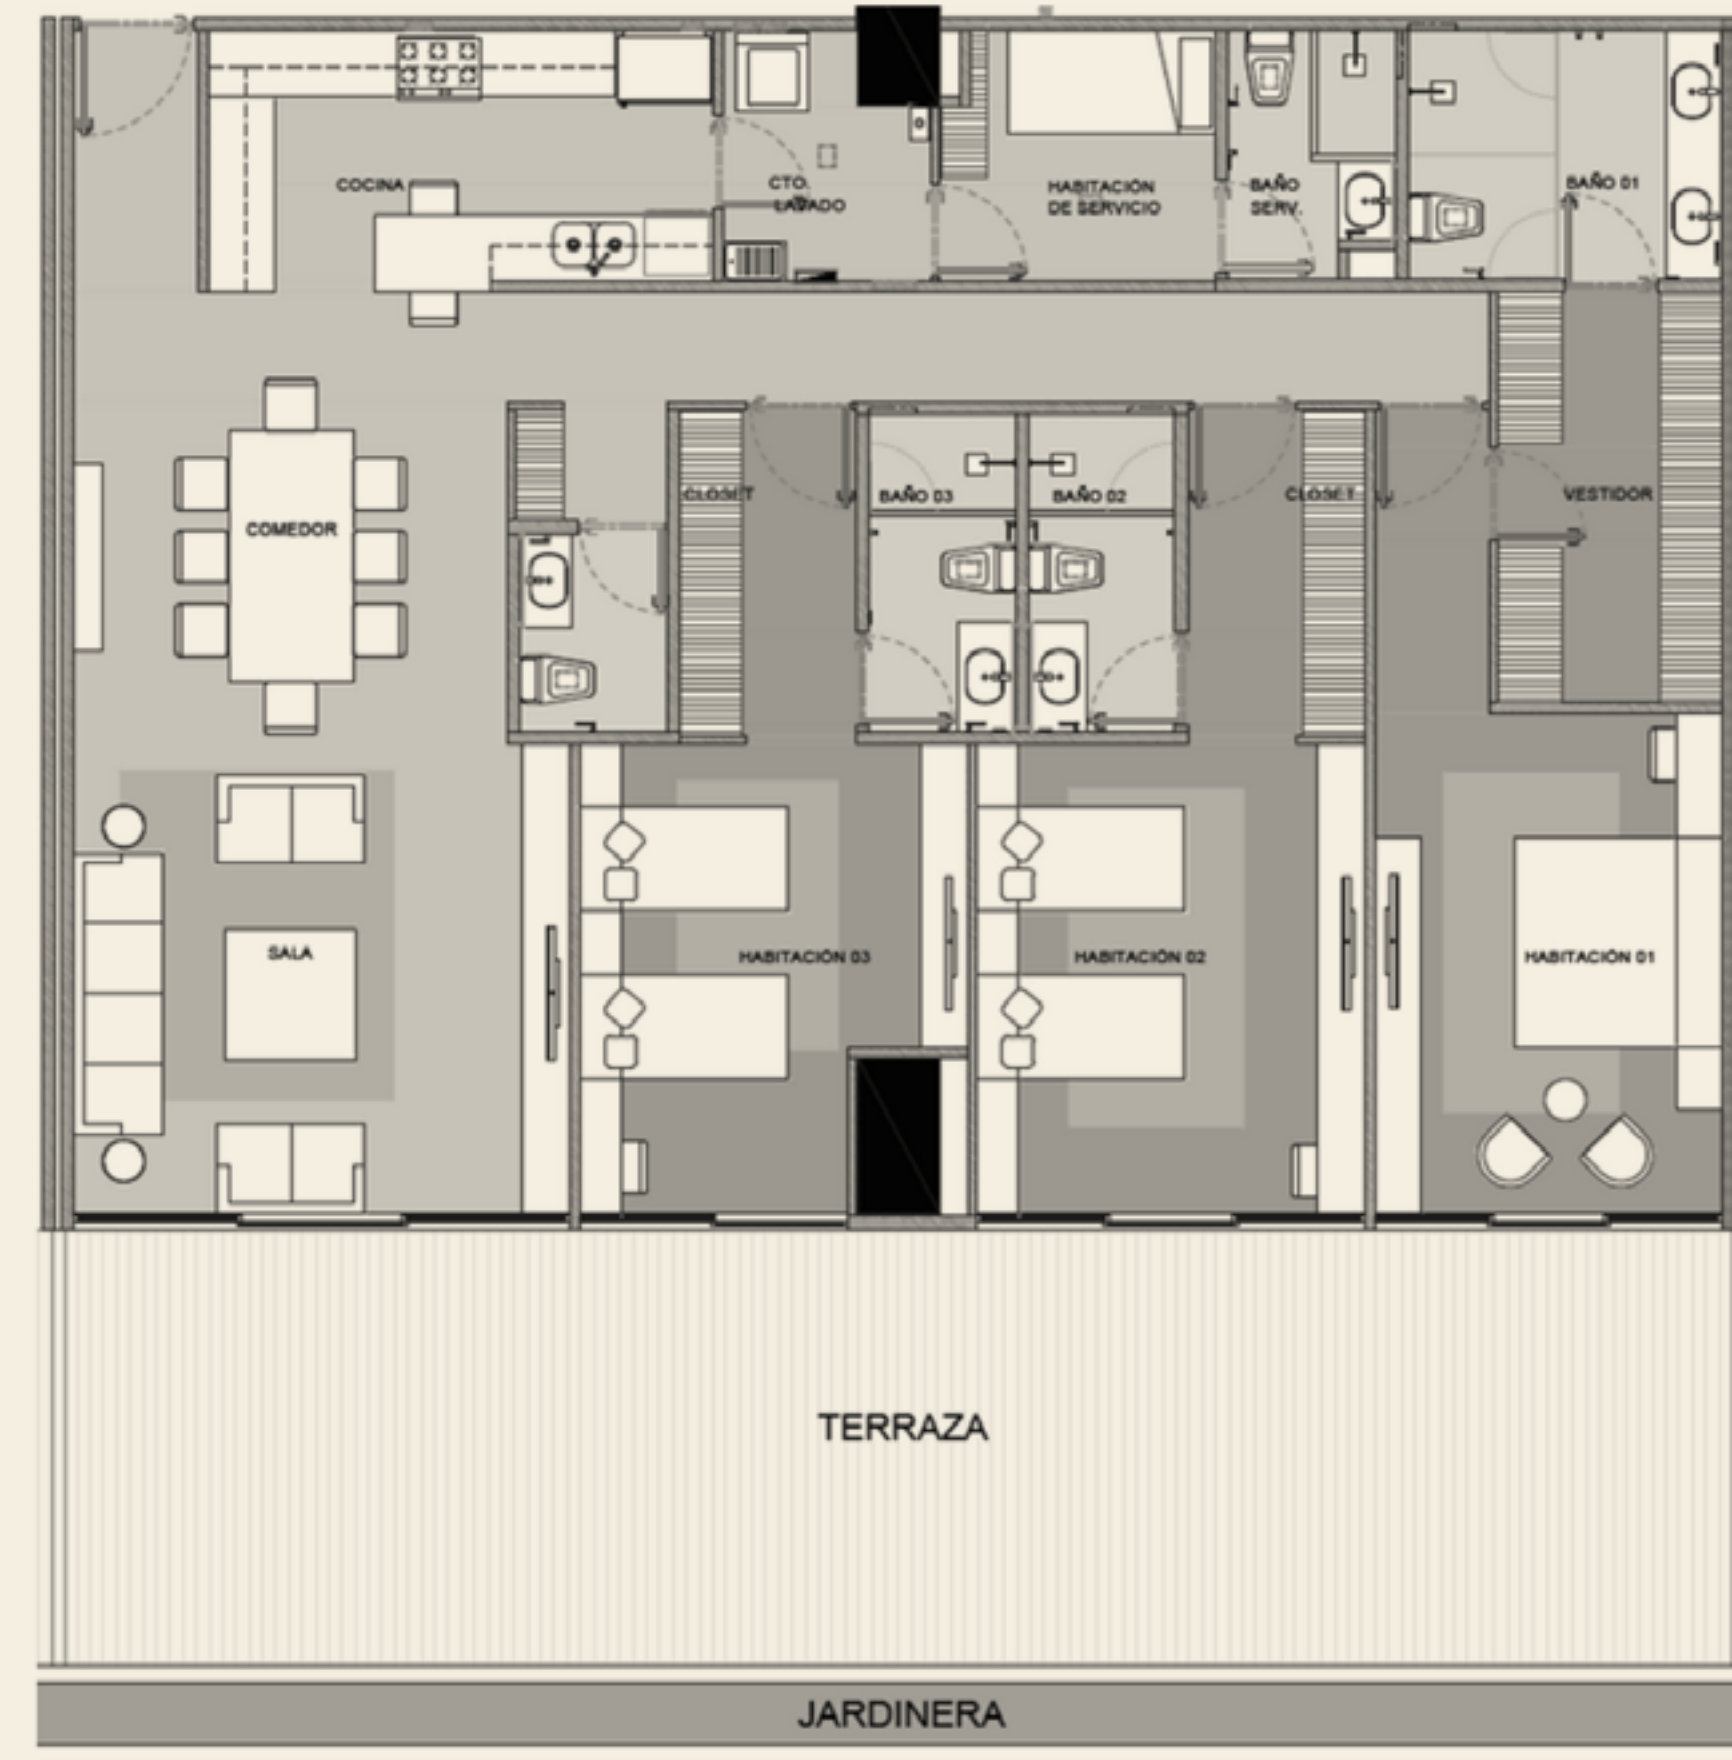 COCINA
CTO.
LAVADO
HABITACIÓN
DE SERVICIO
BAÑO
SERV.
BAÑO 01
CLOSET
BAÑO 03
BAÑO 02
CLOSET
VESTIDOR
COMEDOR
SALA
HABITACIÓN 03
HABITACIÓN 02
HABITACIÓN 01
TERRAZA
JARDINERA